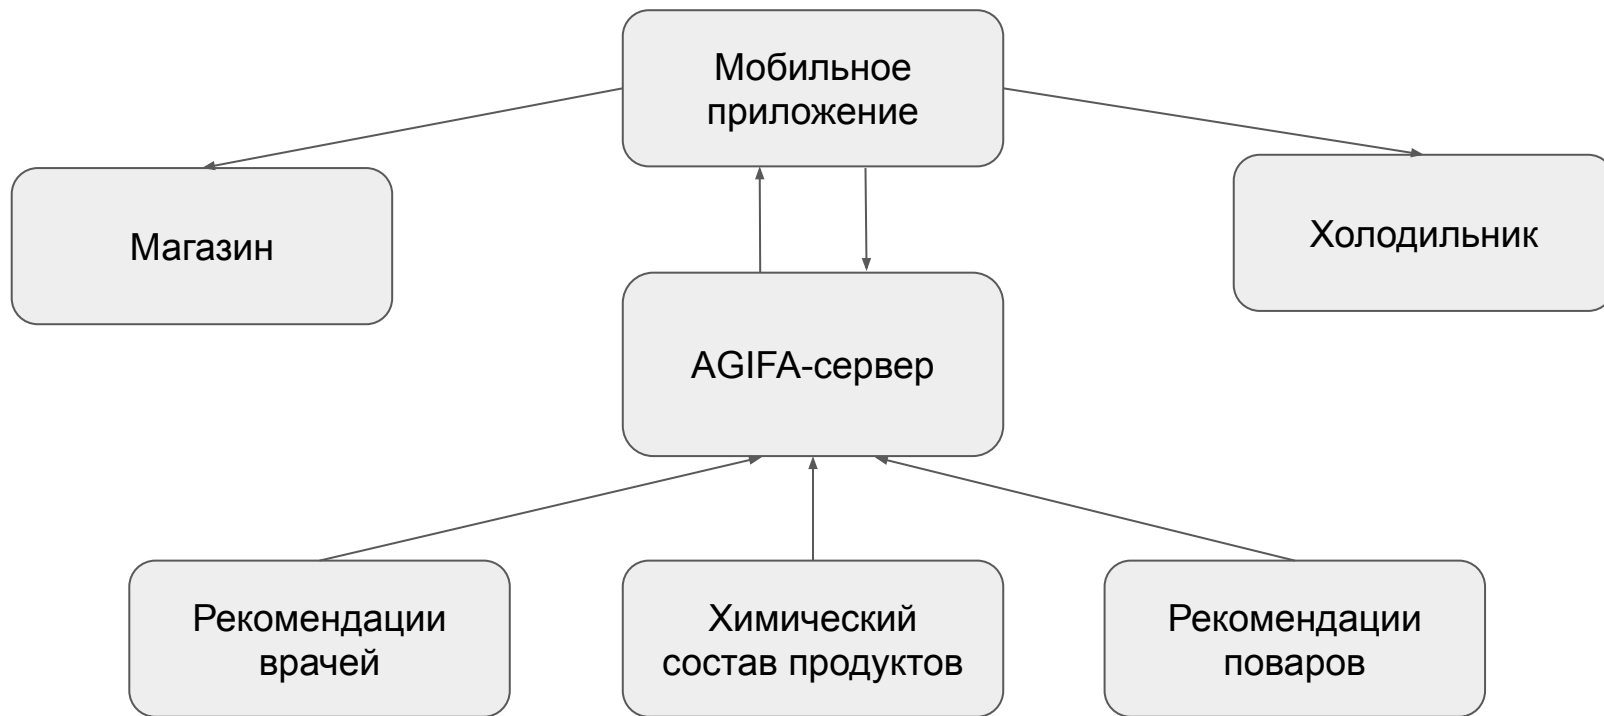 Мобильное
приложение
Магазин
Холодильник
AGIFA-сервер
Рекомендации
врачей
Химический
состав продуктов
Рекомендации
поваров